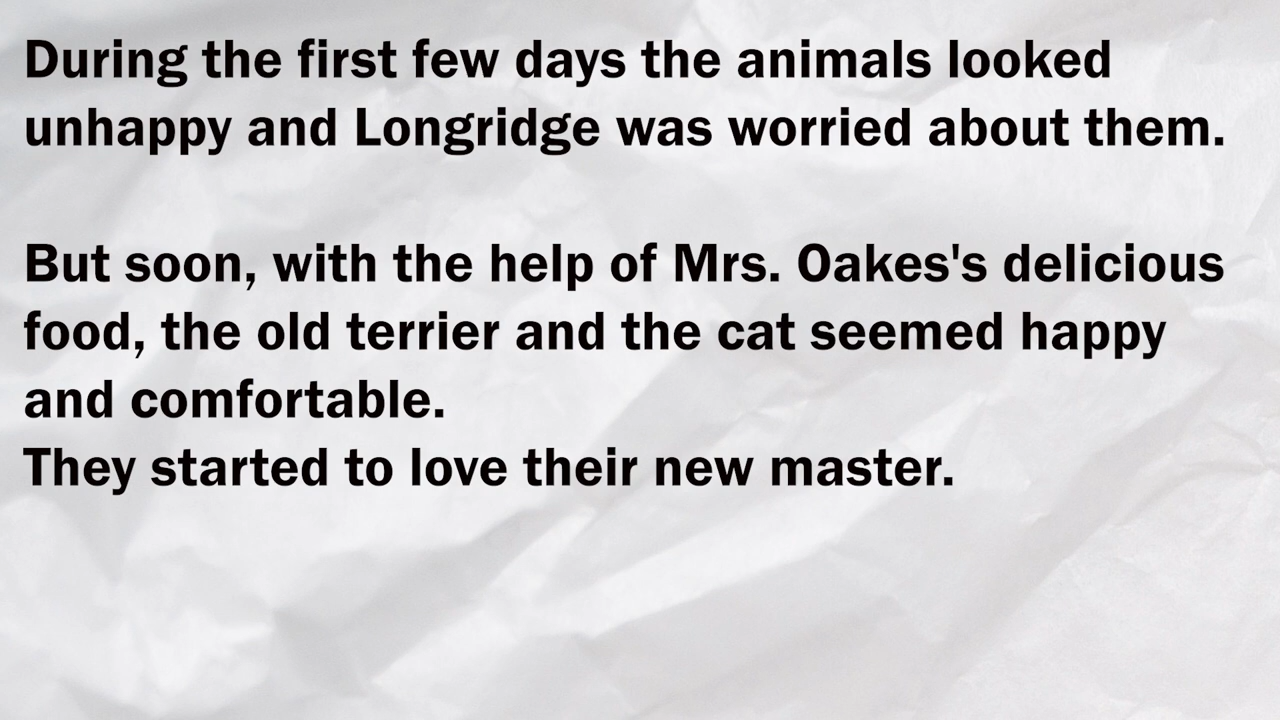 During the first few days the animals looked
unhappy and Longridge was worried about them.
But soon, with the help of Mrs. Oakes's delicious
food, the old terrier and the cat seemed happy
and comfortable.
They started to love their new master.